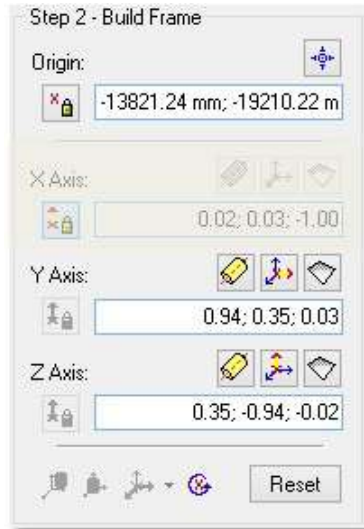 Step 2 - Build Frame
Origin:
-13821.24 mm; -19210.22 m
X Axis:
0.02; 0.03; -1.00
Y Axis:
0.94; 0.35; 0.03
Z Axis:
0.35; -0.94; -0.02
Reset